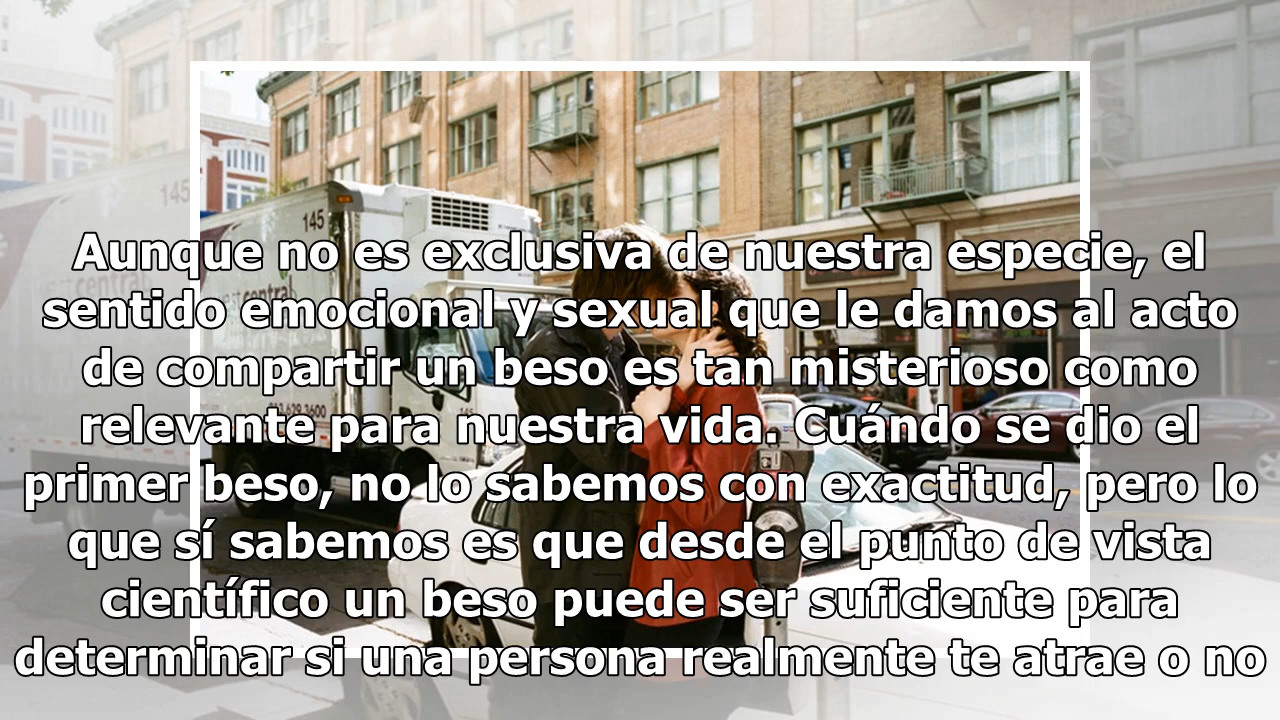 145
145
Aunque no es exclusiva de nuestra especie, el
sentido emocional y sexual que le damos al acto
de compartir un beso es tan misterioso como
relevante para nuestra vida. Cuándo se dio el
primer beso, no lo sabemos con exactitud, pero lo
que sí sabemos es que desde el punto de vista
científico un beso puede ser suficiente para
determinar si una persona realmente te atrae o no